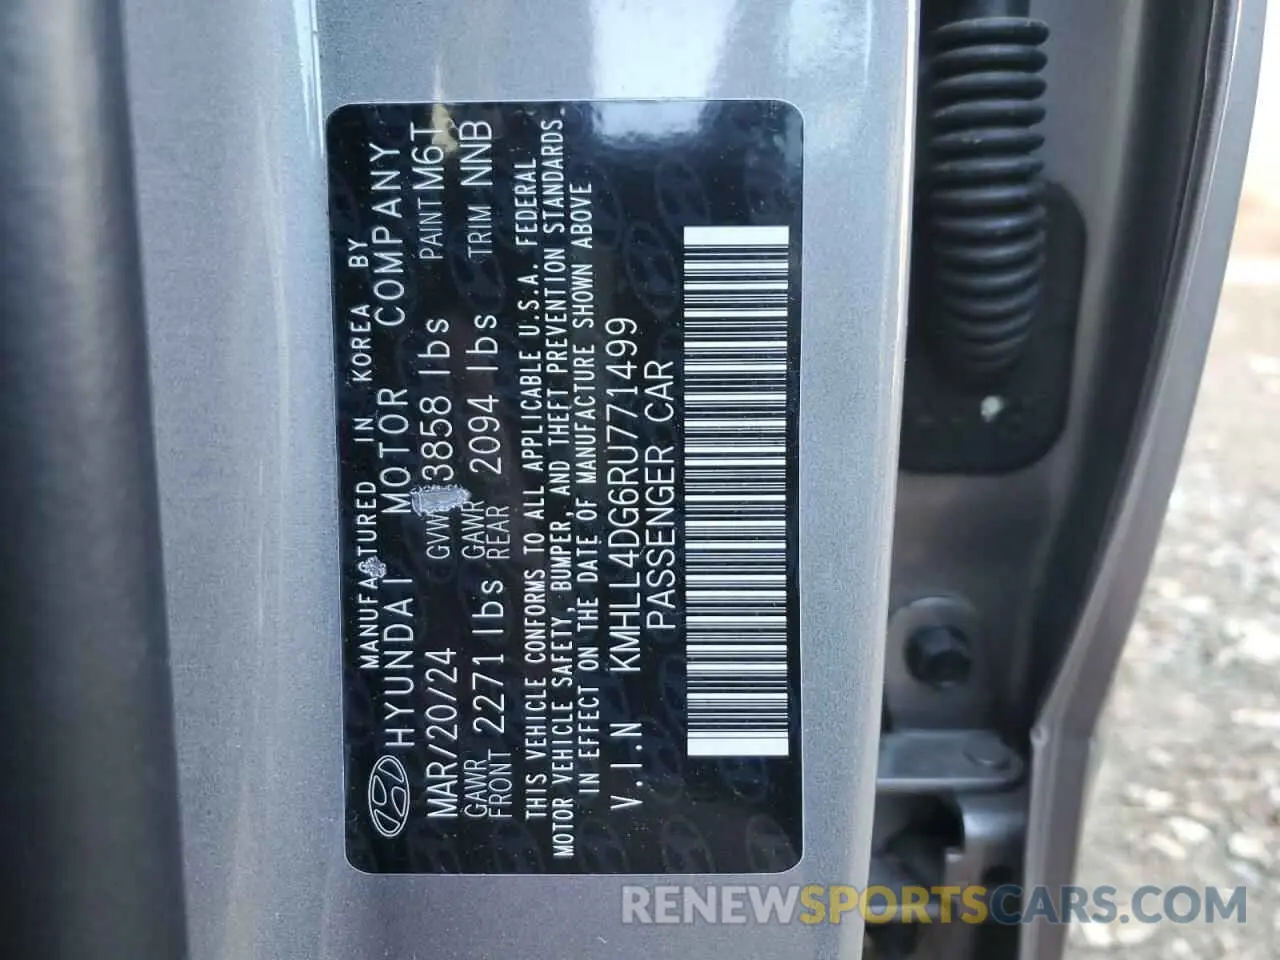 MANUFACTURED IN KOREA BY
HYUNDAI MOTOR COMPANY
MAR/20/24 GVWR 3858 lbs PAINT M6T
GAWR FRONT 2271 lbs GAWR REAR 2094 lbs TRIM NNB
THIS VEHICLE CONFORMS TO ALL APPLICABLE U.S.A. FEDERAL
MOTOR VEHICLE SAFETY, BUMPER, AND THEFT PREVENTION STANDARDS.
IN EFFECT ON THE DATE OF MANUFACTURE SHOWN ABOVE
V.I.N KMHLL4DG6RU771499
PASSENGER CAR
RENEWSPORTSCARS.COM